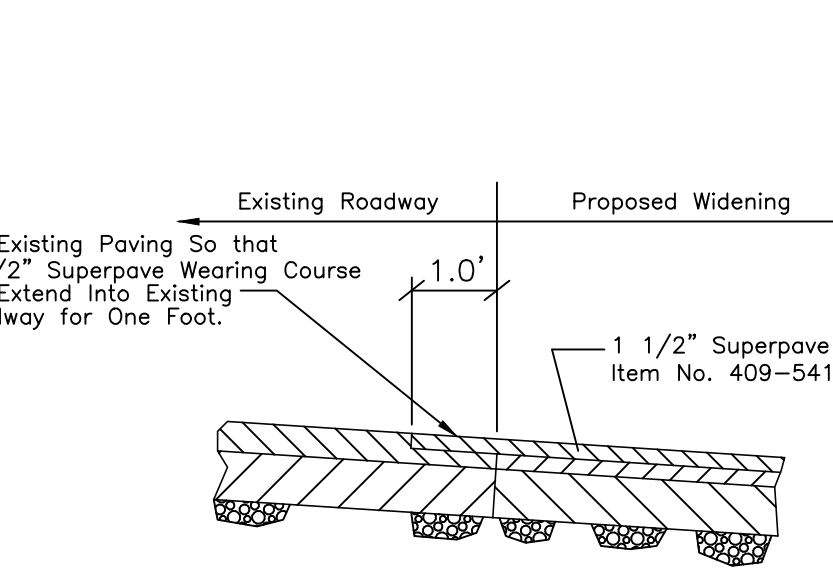 Existing Roadway
Proposed Widening
Existing Paving So that
/2” Superpave Wearing Course
Extend Into Existing
way for One Foot.
1.0’
1 1/2” Superpave
Item No. 409–541